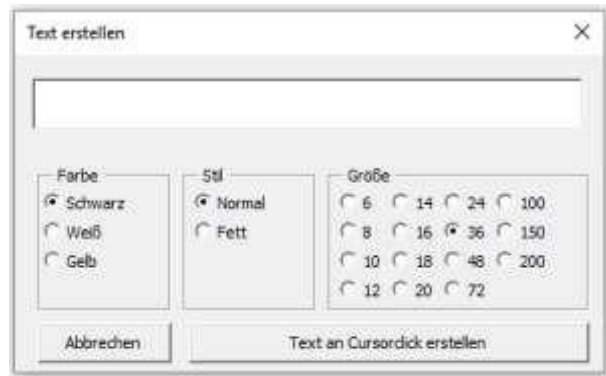 Text erstellen
Farbe
Schwarz
Weiß
Gelb
Stil
Normal
Fett
Größe
6 14 24 100
8 16 36 150
10 18 48 200
12 20 72
Abbrechen
Text an Cursorclick erstellen